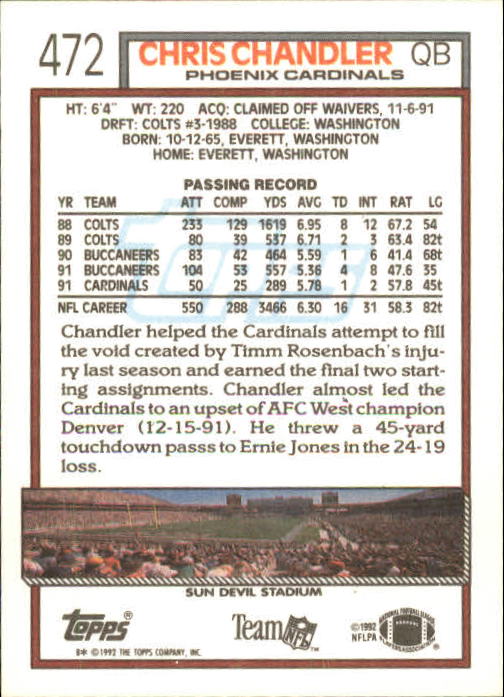 472 CHRIS CHANDLER QB
PHOENIX CARDINALS
HT: 6'4" WT: 220 ACQ: CLAIMED OFF WAIVERS, 11-6-91
DRFT: COLTS #3-1988 COLLEGE: WASHINGTON
BORN: 10-12-65, EVERETT, WASHINGTON
HOME: EVERETT, WASHINGTON
PASSING RECORD
YR TEAM ATT COMP YDS AVG TD INT RAT LG
88 COLTS 233 129 1619 6.95 8 12 67.2 54
89 COLTS 80 39 537 6.71 2 3 63.4 82t
90 BUCCANEERS 83 42 464 5.59 1 6 41.4 68t
91 BUCCANEERS 104 53 557 5.36 4 8 47.6 35
91 CARDINALS 50 25 289 5.78 1 2 57.8 45t
NFL CAREER 550 288 3466 6.30 16 31 58.3 82t
Topps
Chandler helped the Cardinals attempt to fill
the void created by Timm Rosenbach's inju-
ry last season and earned the final two start-
ing assignments. Chandler almost led the
Cardinals to an upset of AFC West champion
Denver (12-15-91). He threw a 45-yard
touchdown passs to Ernie Jones in the 24-19
loss.
SUN DEVIL STADIUM
Topps®
Team NFL™
©1992
NFLPA
NATIONAL FOOTBALL LEAGUE
PLAYERS ASSOCIATION
B* ©1992 THE TOPPS COMPANY, INC.